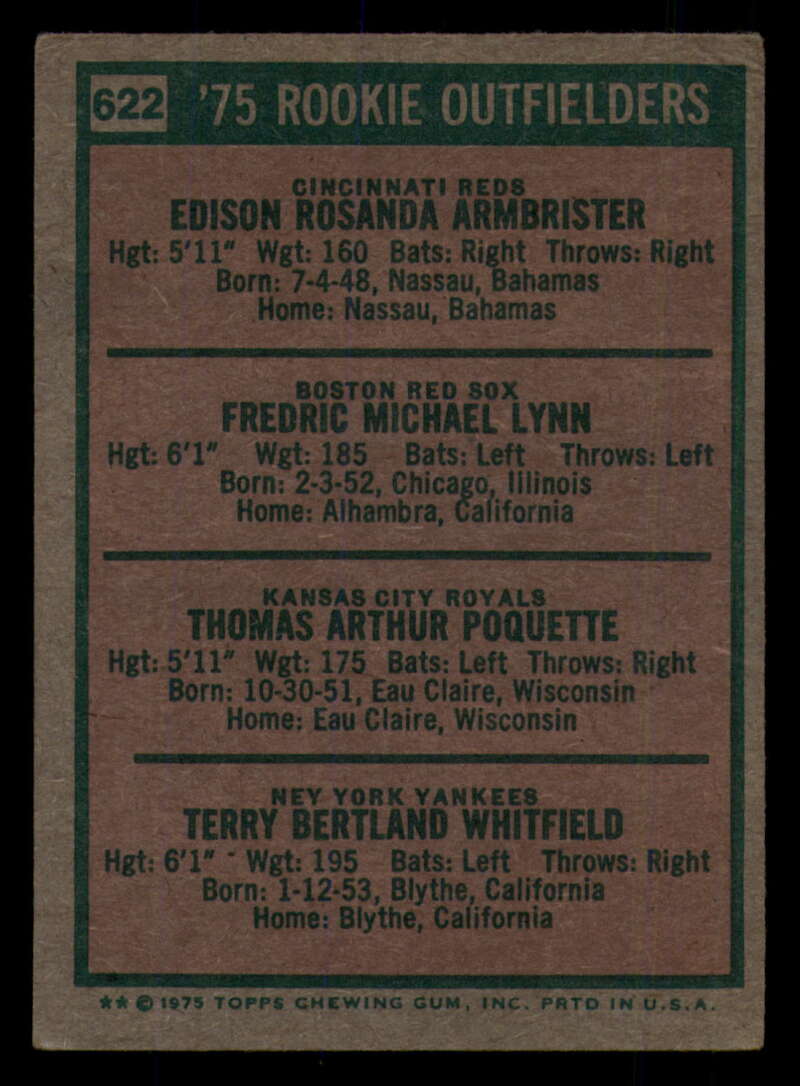 622 '75 ROOKIE OUTFIELDERS
CINCINNATI REDS
EDISON ROSANDA ARMBRISTER
Hgt: 5'11" Wgt: 160 Bats: Right Throws: Right
Born: 7-4-48, Nassau, Bahamas
Home: Nassau, Bahamas
BOSTON RED SOX
FREDRIC MICHAEL LYNN
Hgt: 6'1" Wgt: 185 Bats: Left Throws: Left
Born: 2-3-52, Chicago, Illinois
Home: Alhambra, California
KANSAS CITY ROYALS
THOMAS ARTHUR POQUETTE
Hgt: 5'11" Wgt: 175 Bats: Left Throws: Right
Born: 10-30-51, Eau Claire, Wisconsin
Home: Eau Claire, Wisconsin
NEY YORK YANKEES
TERRY BERTLAND WHITFIELD
Hgt: 6'1" Wgt: 195 Bats: Left Throws: Right
Born: 1-12-53, Blythe, California
Home: Blythe, California
** © 1975 TOPPS CHEWING GUM, INC. PRTD IN U.S.A.